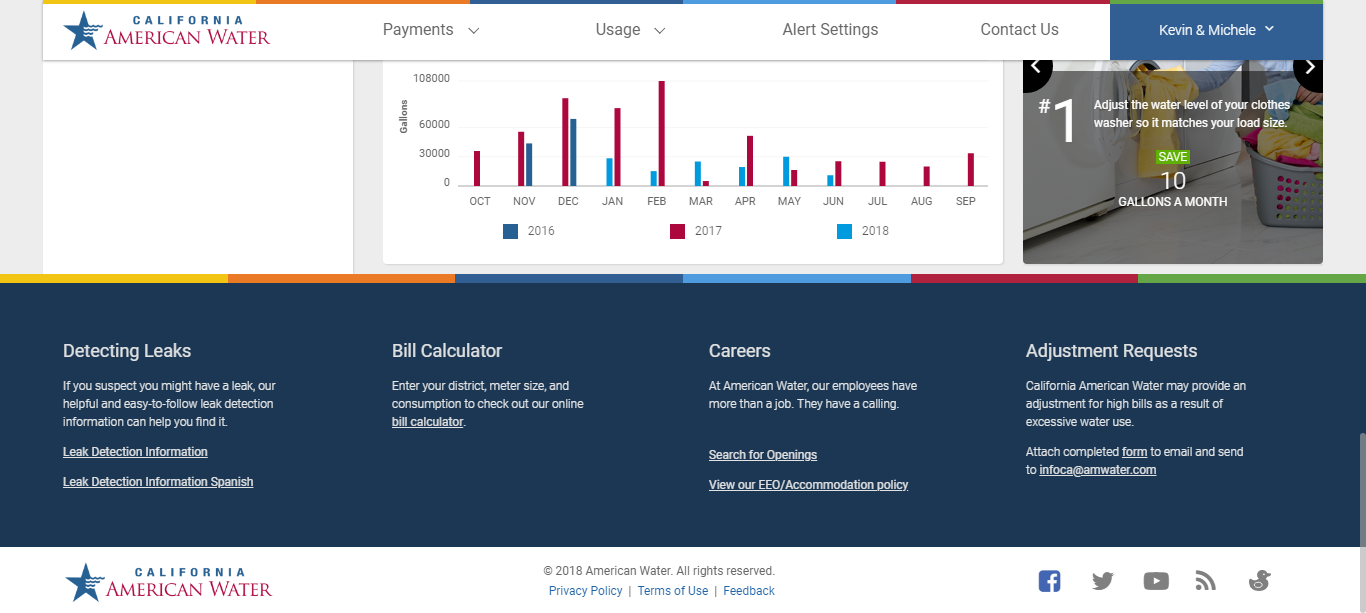 CALIFORNIA
AMERICAN WATER
Payments
Usage
Alert Settings
Contact Us
Kevin & Michele
108000
60000
30000
0
Gallons
OCT NOV DEC JAN FEB MAR APR MAY JUN JUL AUG SEP
2016 2017 2018
#1
Adjust the water level of your clothes
washer so it matches your load size.
SAVE
10
GALLONS A MONTH
Detecting Leaks
If you suspect you might have a leak, our
helpful and easy-to-follow leak detection
information can help you find it.
Leak Detection Information
Leak Detection Information Spanish
Bill Calculator
Enter your district, meter size, and
consumption to check out our online
bill calculator.
Careers
At American Water, our employees have
more than a job. They have a calling.
Search for Openings
View our EEO/Accommodation policy
Adjustment Requests
California American Water may provide an
adjustment for high bills as a result of
excessive water use.
Attach completed form to email and send
to infoca@amwater.com
CALIFORNIA
AMERICAN WATER
© 2018 American Water. All rights reserved.
Privacy Policy | Terms of Use | Feedback